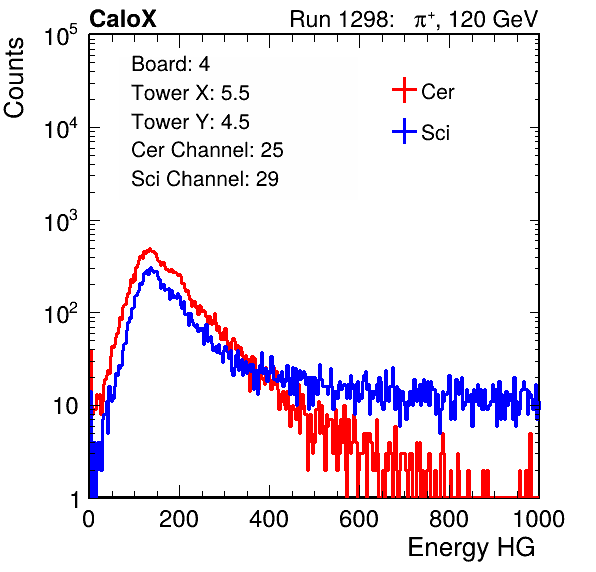 CaloX Run 1298: π⁺, 120 GeV
Counts
Board: 4
Tower X: 5.5
Tower Y: 4.5
Cer Channel: 25
Sci Channel: 29
Cer
Sci
10⁵
10⁴
10³
10²
10
1
0 200 400 600 800 1000
Energy HG